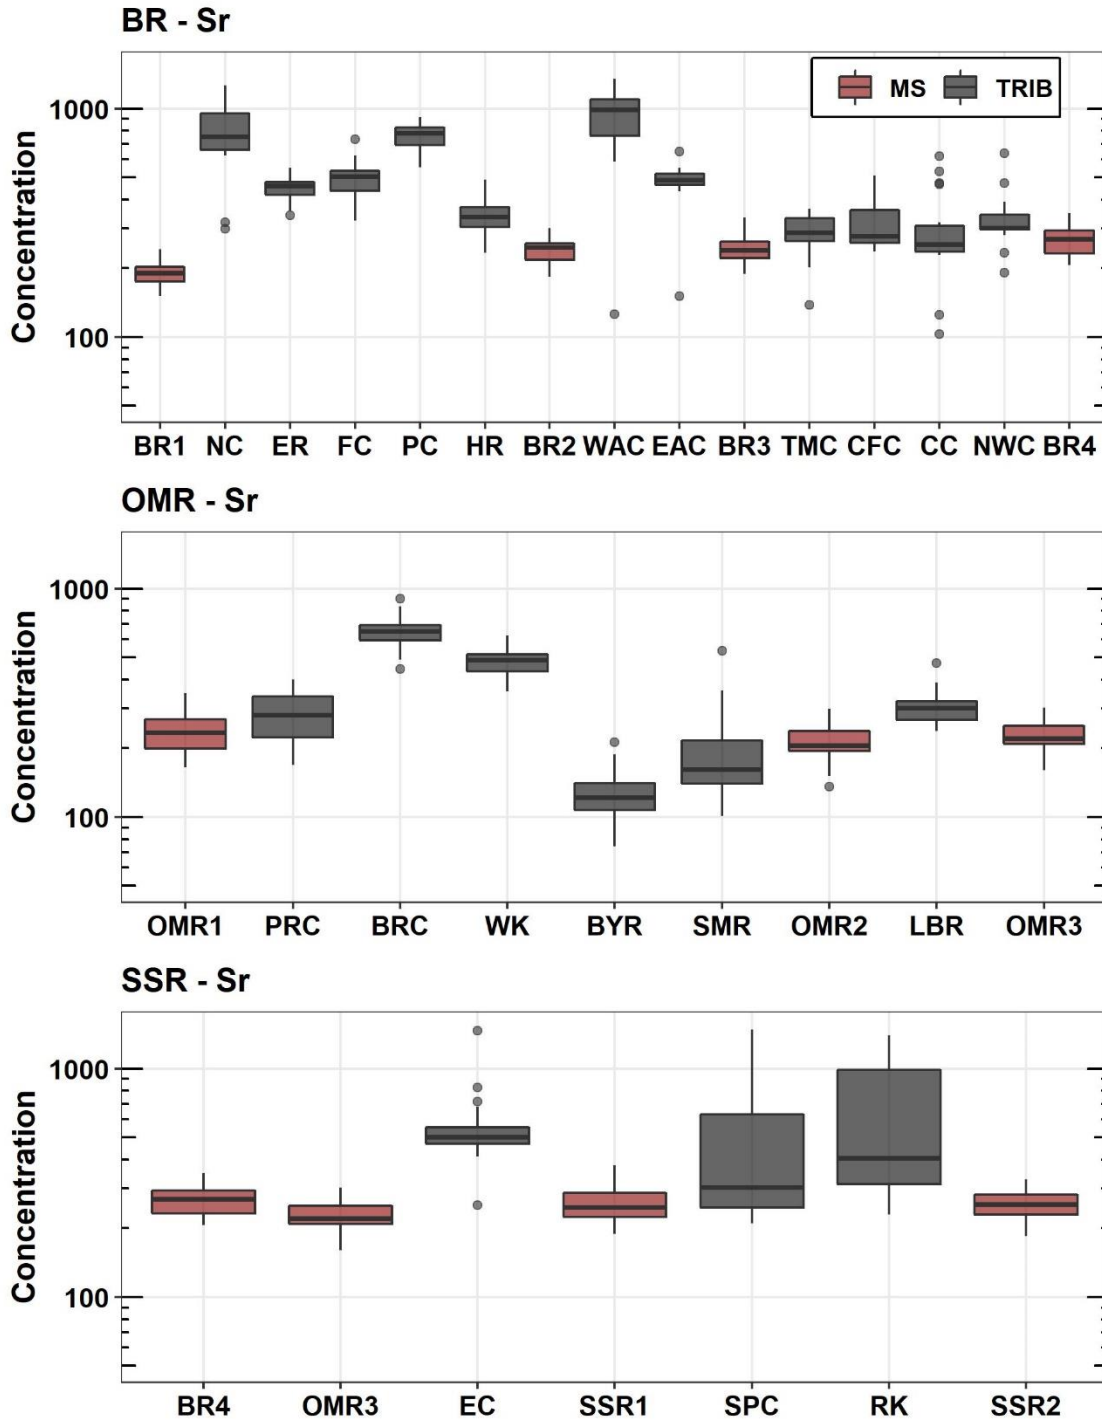 BR - Sr
MS TRIB
Concentration
1000
100
BR1 NC ER FC PC HR BR2 WAC EAC BR3 TMC CFC CC NWC BR4
OMR - Sr
Concentration
1000
100
OMR1 PRC BRC WK BYR SMR OMR2 LBR OMR3
SSR - Sr
Concentration
1000
100
BR4 OMR3 EC SSR1 SPC RK SSR2